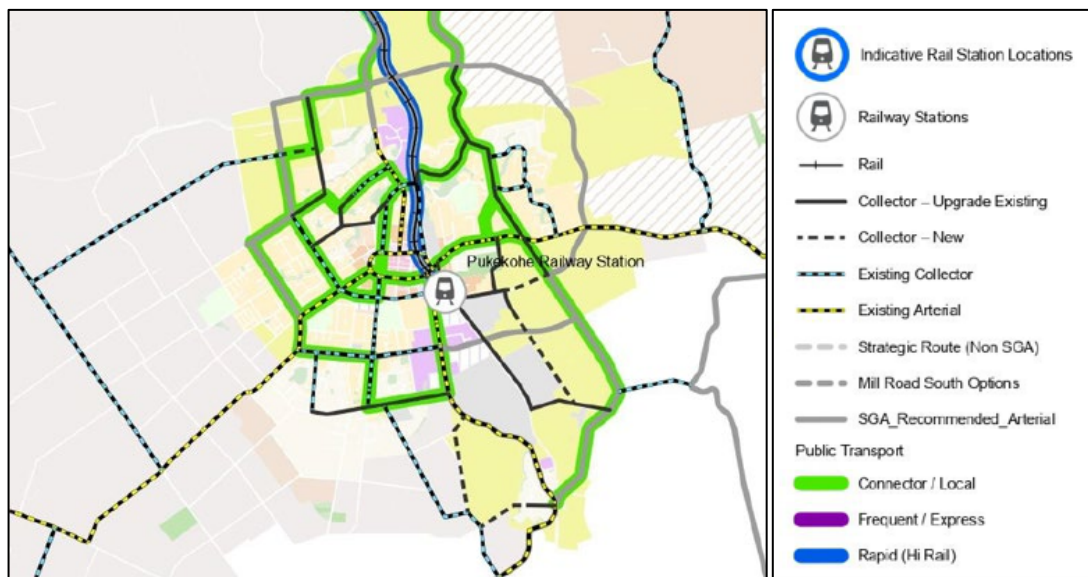 Pukekohe Railway Station
Indicative Rail Station Locations
Railway Stations
Rail
Collector – Upgrade Existing
Collector – New
Existing Collector
Existing Arterial
Strategic Route (Non SGA)
Mill Road South Options
SGA_Recommended_Arterial
Public Transport
Connector / Local
Frequent / Express
Rapid (Hi Rail)